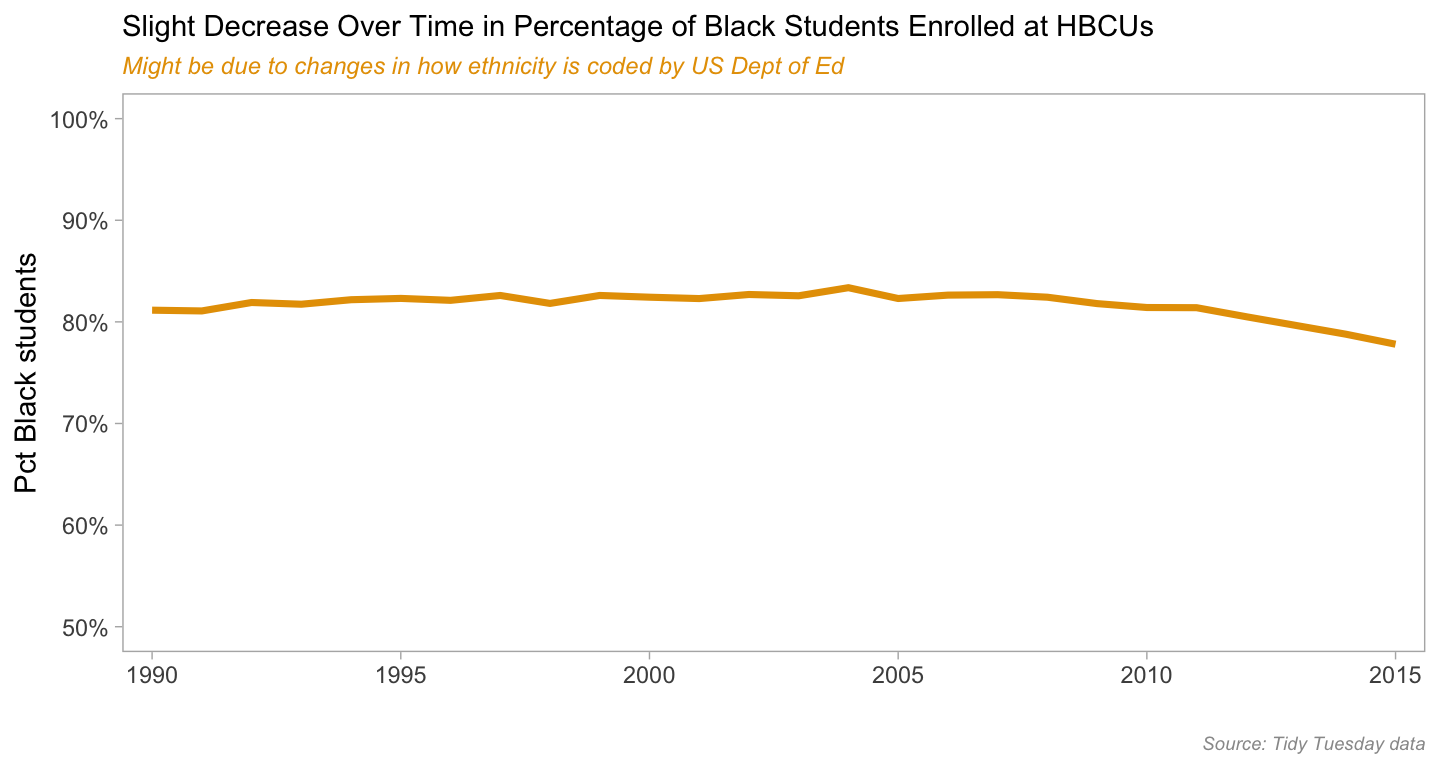 Slight Decrease Over Time in Percentage of Black Students Enrolled at HBCUs
Might be due to changes in how ethnicity is coded by US Dept of Ed
Pct Black students
100%
90%
80%
70%
60%
50%
1990 1995 2000 2005 2010 2015
Source: Tidy Tuesday data